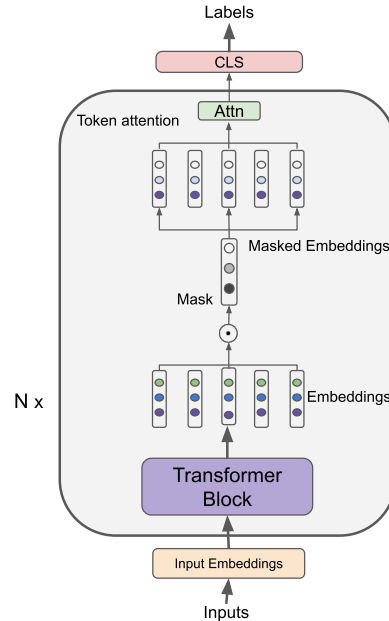 Labels
CLS
Attn
Token attention
Masked Embeddings
Mask
Embeddings
N x
Transformer
Block
Input Embeddings
Inputs